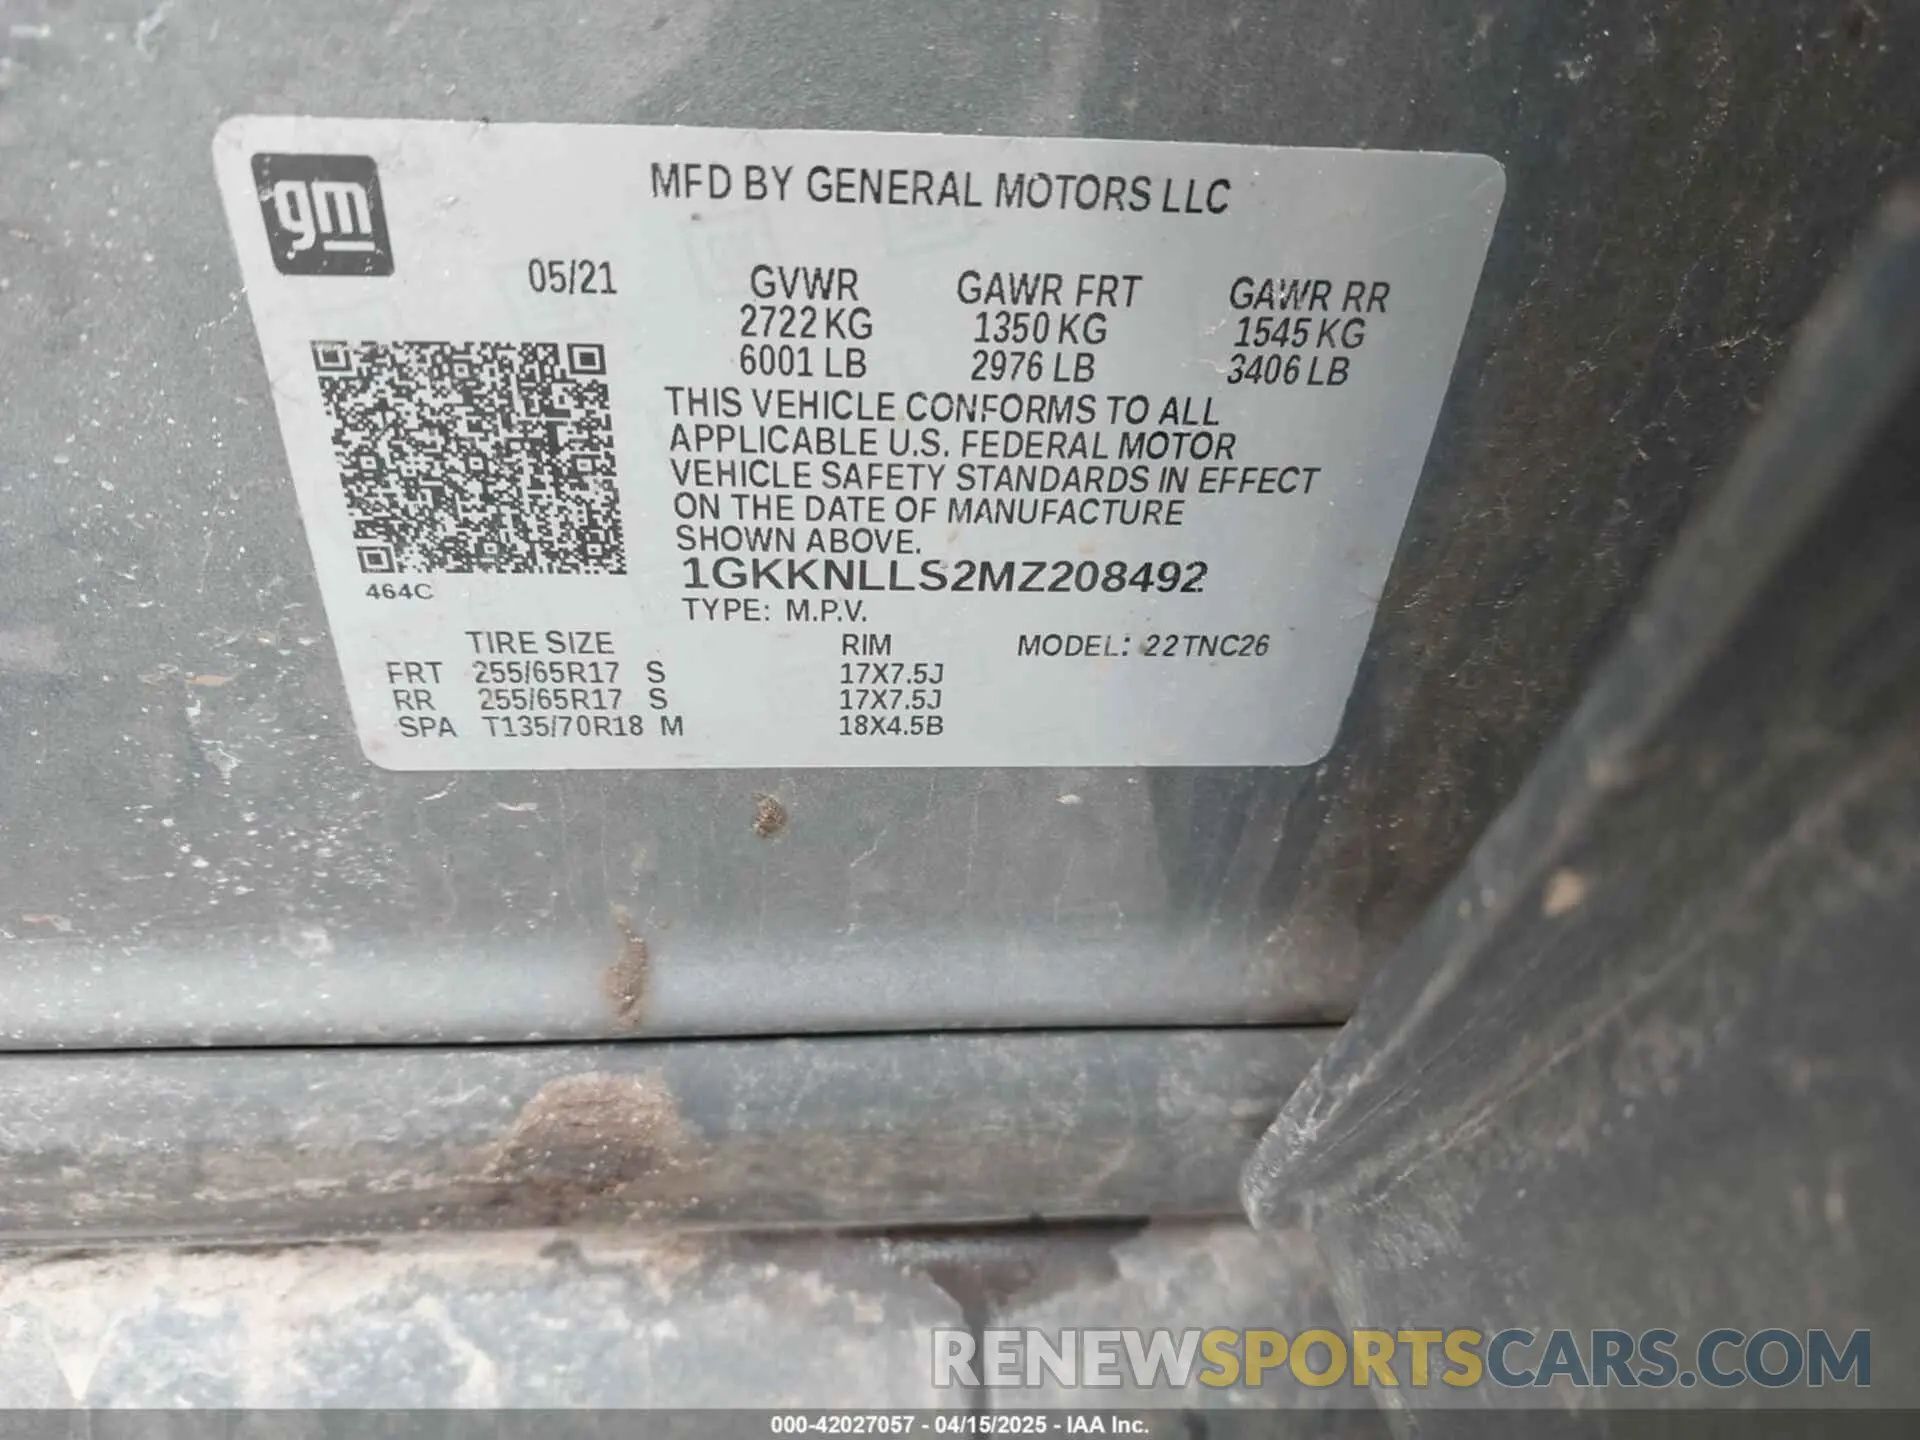 gm
MFD BY GENERAL MOTORS LLC
05/21
GVWR GAWR FRT GAWR RR
2722 KG 1350 KG 1545 KG
6001 LB 2976 LB 3406 LB
THIS VEHICLE CONFORMS TO ALL
APPLICABLE U.S. FEDERAL MOTOR
VEHICLE SAFETY STANDARDS IN EFFECT
ON THE DATE OF MANUFACTURE
SHOWN ABOVE.
1GKKNLLS2MZ208492
464C
TYPE: M.P.V.
TIRE SIZE RIM MODEL: 22TNC26
FRT 255/65R17 S 17X7.5J
RR 255/65R17 S 17X7.5J
SPA T135/70R18 M 18X4.5B
RENEWSPORTSCARS.COM
000-42027057 - 04/15/2025 - IAA Inc.